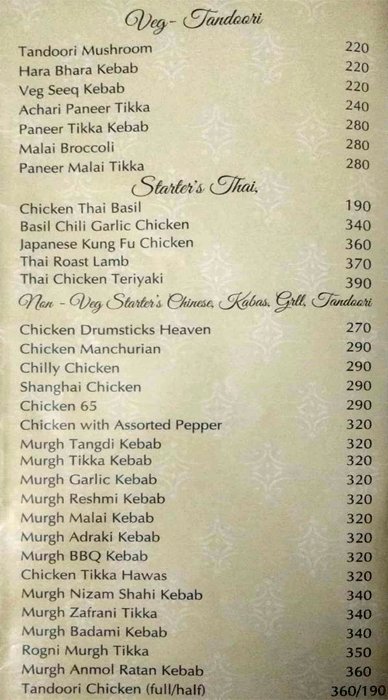 Veg- Tandoori
Tandoori Mushroom 220
Hara Bhara Kebab 220
Veg Seeq Kebab 220
Achari Paneer Tikka 240
Paneer Tikka Kebab 280
Malai Broccoli 280
Paneer Malai Tikka 280
Starter's Thai,
Chicken Thai Basil 190
Basil Chili Garlic Chicken 340
Japanese Kung Fu Chicken 360
Thai Roast Lamb 370
Thai Chicken Teriyaki 390
Non - Veg Starter's Chinese, Kabas, Grll, Tandoori
Chicken Drumsticks Heaven 270
Chicken Manchurian 290
Chilly Chicken 290
Shanghai Chicken 290
Chicken 65 290
Chicken with Assorted Pepper 320
Murgh Tangdi Kebab 320
Murgh Tikka Kebab 320
Murgh Garlic Kebab 320
Murgh Reshmi Kebab 320
Murgh Malai Kebab 320
Murgh Adraki Kebab 320
Murgh BBQ Kebab 320
Chicken Tikka Hawas 320
Murgh Nizam Shahi Kebab 340
Murgh Zafrani Tikka 340
Murgh Badami Kebab 340
Rogni Murgh Tikka 350
Murgh Anmol Ratan Kebab 360
Tandoori Chicken (full/half) 360/190